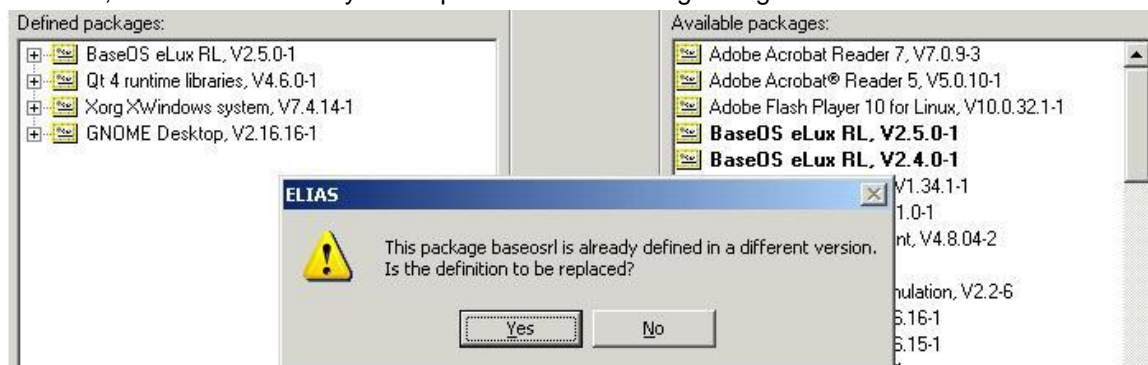 Defined packages:
BaseOS eLux RL, V2.5.0-1
Qt 4 runtime libraries, V4.6.0-1
Xorg XWindows system, V7.4.14-1
GNOME Desktop, V2.16.16-1
Available packages:
Adobe Acrobat Reader 7, V7.0.9-3
Adobe Acrobat® Reader 5, V5.0.10-1
Adobe Flash Player 10 for Linux, V10.0.32.1-1
BaseOS eLux RL, V2.5.0-1
BaseOS eLux RL, V2.4.0-1
V1.34.1-1
1.0-1
nt, V4.8.04-2
nulation, V2.2-6
6.16-1
6.15-1
ELIAS
This package baseosrl is already defined in a different version.
Is the definition to be replaced?
Yes
No